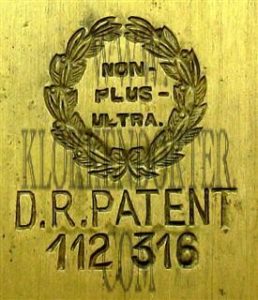 NON-
PLUS-
ULTRA.
D.R.PATENT
112 316